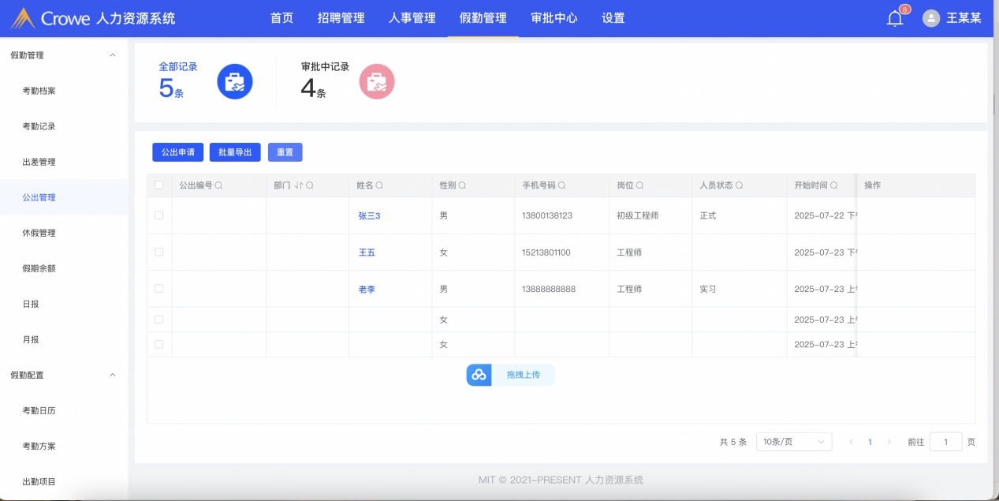 Crowe 人力资源系统
首页 招聘管理 人事管理 假勤管理 审批中心 设置
8
王某某
假勤管理
考勤档案
考勤记录
出差管理
公出管理
休假管理
假期余额
日报
月报
假勤配置
考勤日历
考勤方案
出勤项目
全部记录
5条
审批中记录
4条
公出申请 批量导出 重置
公出编号 部门 姓名 性别 手机号码 岗位 人员状态 开始时间 操作
张三3 男 13800138123 初级工程师 正式 2025-07-22 下
王五 女 15213801100 工程师 2025-07-23 下
老李 男 13888888888 工程师 实习 2025-07-23 上
女 2025-07-23 上
女 2025-07-23 上
拖拽上传
共 5 条 10条/页 1 前往 1 页
MIT © 2021-PRESENT 人力资源系统